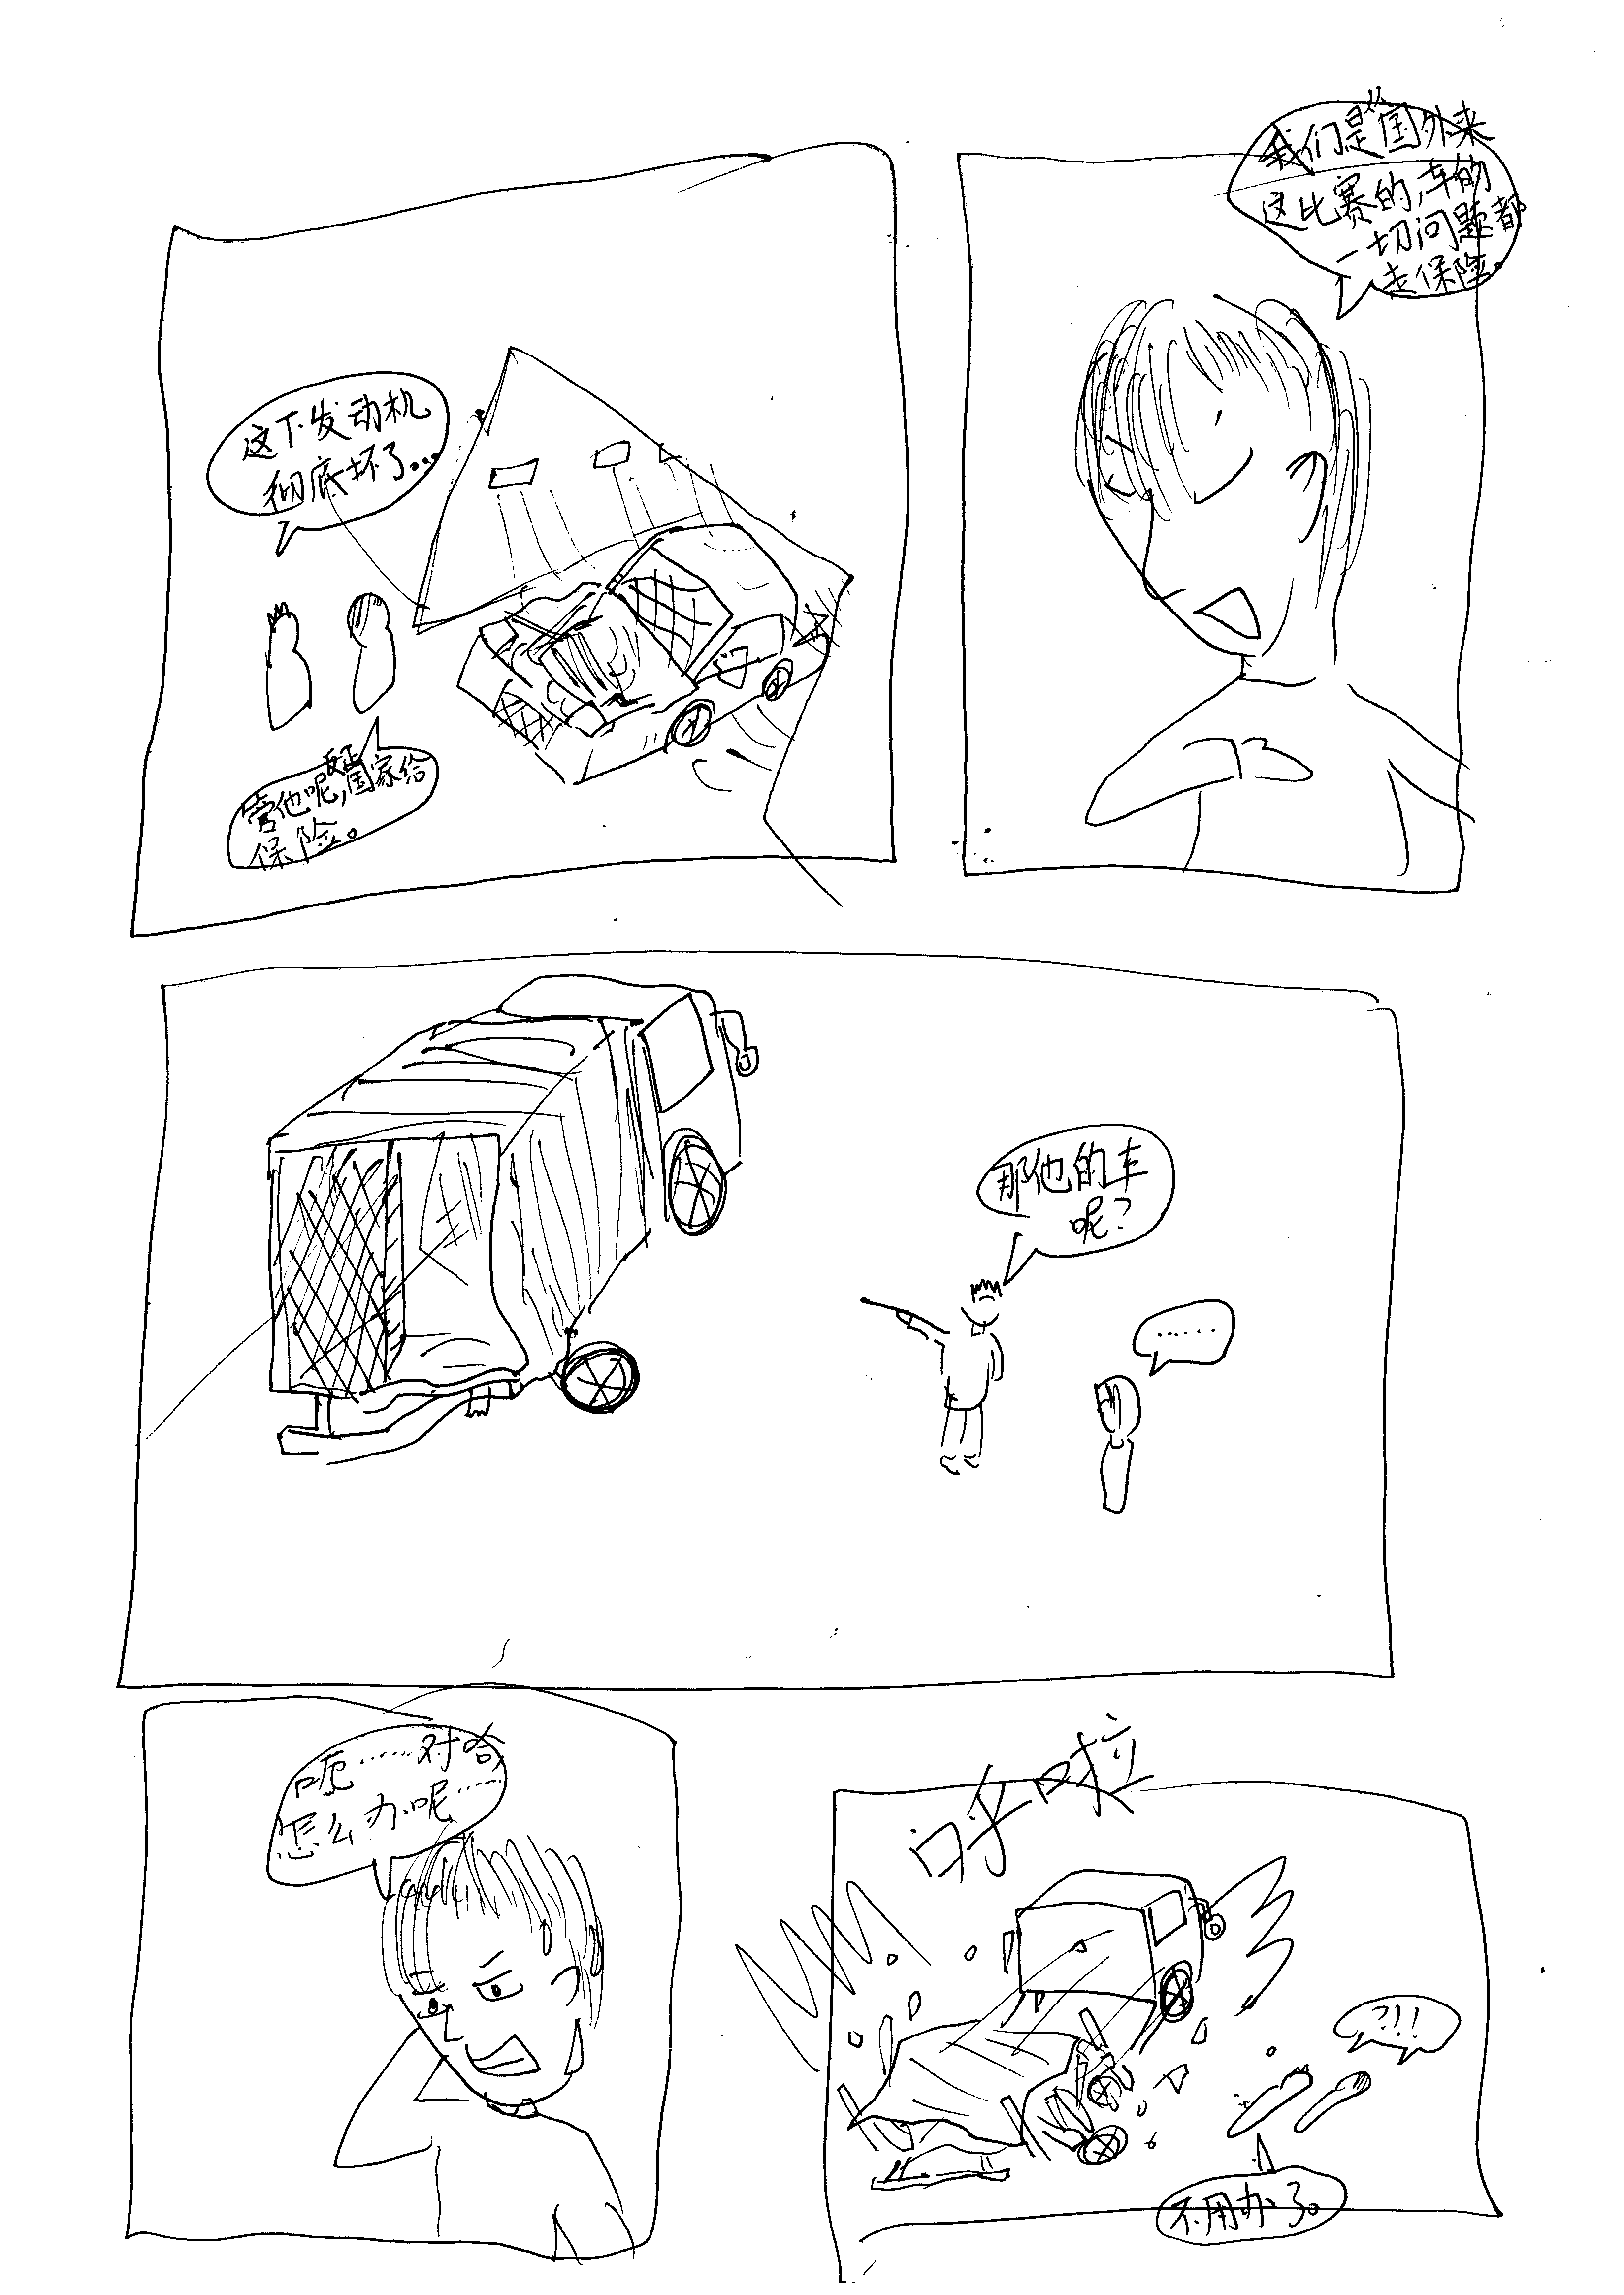 这下发动机
彻底坏了...
管他呢,反正国家给
保险。
我们是从国外来
这比赛的,车的
一切问题都
走保险。
那他的车
呢?
......
呃......对哈
怎么办呢......
哗啦
?!!
不用办了。